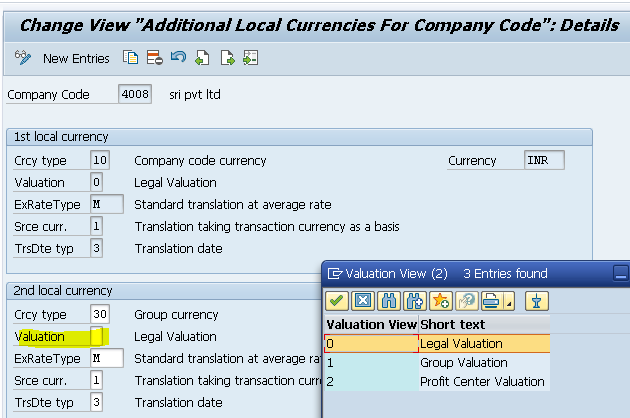 Change View "Additional Local Currencies For Company Code": Details
New Entries
Company Code 4008 sri pvt ltd
1st local currency
Crcy type 10 Company code currency Currency INR
Valuation 0 Legal Valuation
ExRateType M Standard translation at average rate
Srce curr. 1 Translation taking transaction currency as a basis
TrsDte typ 3 Translation date
2nd local currency
Crcy type 30 Group currency
Valuation Legal Valuation
ExRateType M Standard translation at average ra
Srce curr. 1 Translation taking transaction curr
TrsDte typ 3 Translation date
Valuation View (2) 3 Entries found
Valuation View Short text
0 Legal Valuation
1 Group Valuation
2 Profit Center Valuation